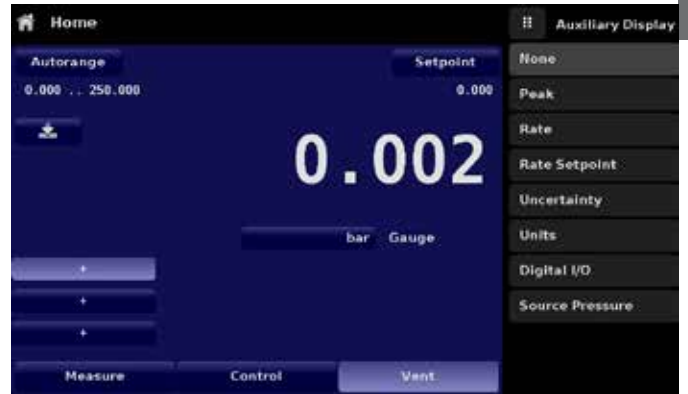 Home
Autorange
Setpoint
0.000 .. 250.000
0.000
0.002
bar Gauge
+
+
+
Measure
Control
Vent
Auxiliary Display
None
Peak
Rate
Rate Setpoint
Uncertainty
Units
Digital I/O
Source Pressure